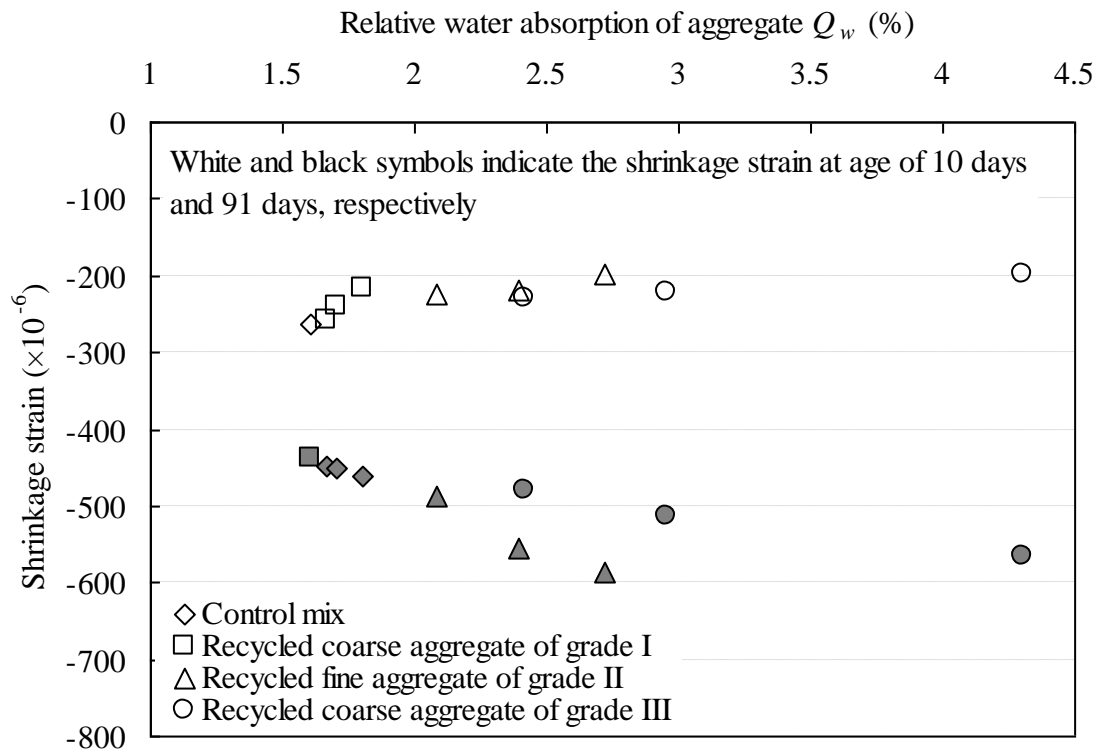 Relative water absorption of aggregate Q w (%)
1 1.5 2 2.5 3 3.5 4 4.5
0
White and black symbols indicate the shrinkage strain at age of 10 days
and 91 days, respectively
-100
-200
-300
-400
-500
-600
-700
-800
Shrinkage strain (×10-6)
Control mix
Recycled coarse aggregate of grade I
Recycled fine aggregate of grade II
Recycled coarse aggregate of grade III